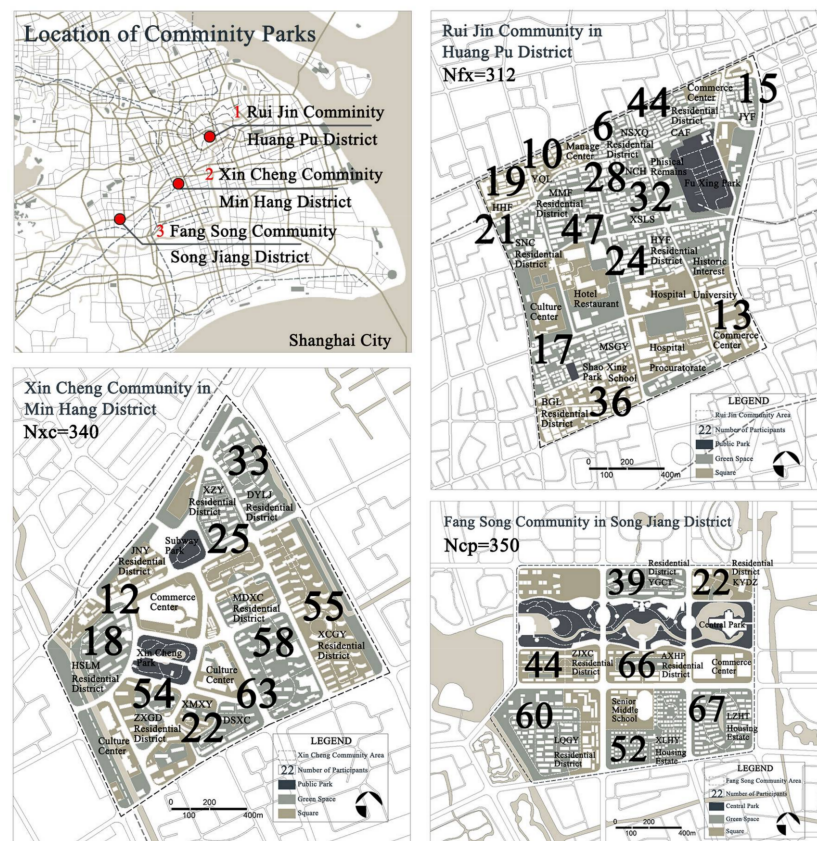 Location of Comminity Parks
1 Rui Jin Comminity
Huang Pu District
2 Xin Cheng Comminity
Min Hang District
3 Fang Song Community
Song Jiang District
Shanghai City
Rui Jin Community in
Huang Pu District
Nfx=312
44
Commerce
Center
15
Residential
District
JYF
6
NSXQ
Residential
District
CAF
10
Manage
Center
Phisical
Remains
Fu Xing Park
19
YQL
28
NCH
HHF
MMF
Residential
District
32
XSLS
21
SNC
Residential
District
47
HYF
Residential
District
24
Historic
Interest
Culture
Center
Hotel
Restaurant
Hospital
University
13
Commerce
Center
17
MSGY
Hospital
Shao Xing
Park
School
Procuratorate
BGL
Residential
District
36
LEGEND
Rui Jin Community Area
22 Number of Participants
Public Park
Green Space
Square
0 200 400m
Xin Cheng Community in
Min Hang District
Nxc=340
33
XZY
Residential
District
DYLJ
Residential
District
25
Subway
Park
JNY
Residential
District
12
Commerce
Center
MDXC
Residential
District
55
XCGY
Residential
District
18
HSLM
Residential
District
Xin Cheng
Park
58
Culture
Center
54
63
ZXGD
Residential
District
XMXY
22
DSXC
Culture
Center
LEGEND
Xin Cheng Community Area
22 Number of Participants
Public Park
Green Space
Square
0 200 400m
Fang Song Community in Song Jiang District
Ncp=350
39
Residential
District
YGCT
22
Residential
District
KYDZ
Central Park
44
ZJXC
Residential
District
66
AXHP
Residential
District
Commerce
Center
60
LQGY
Residential
District
Senior
Middle
School
52
XLHY
Housing
Estate
67
LZHT
Housing
Estate
LEGEND
Fang Song Community Area
22 Number of Participants
Central Park
Green Space
Square
0 200 400m